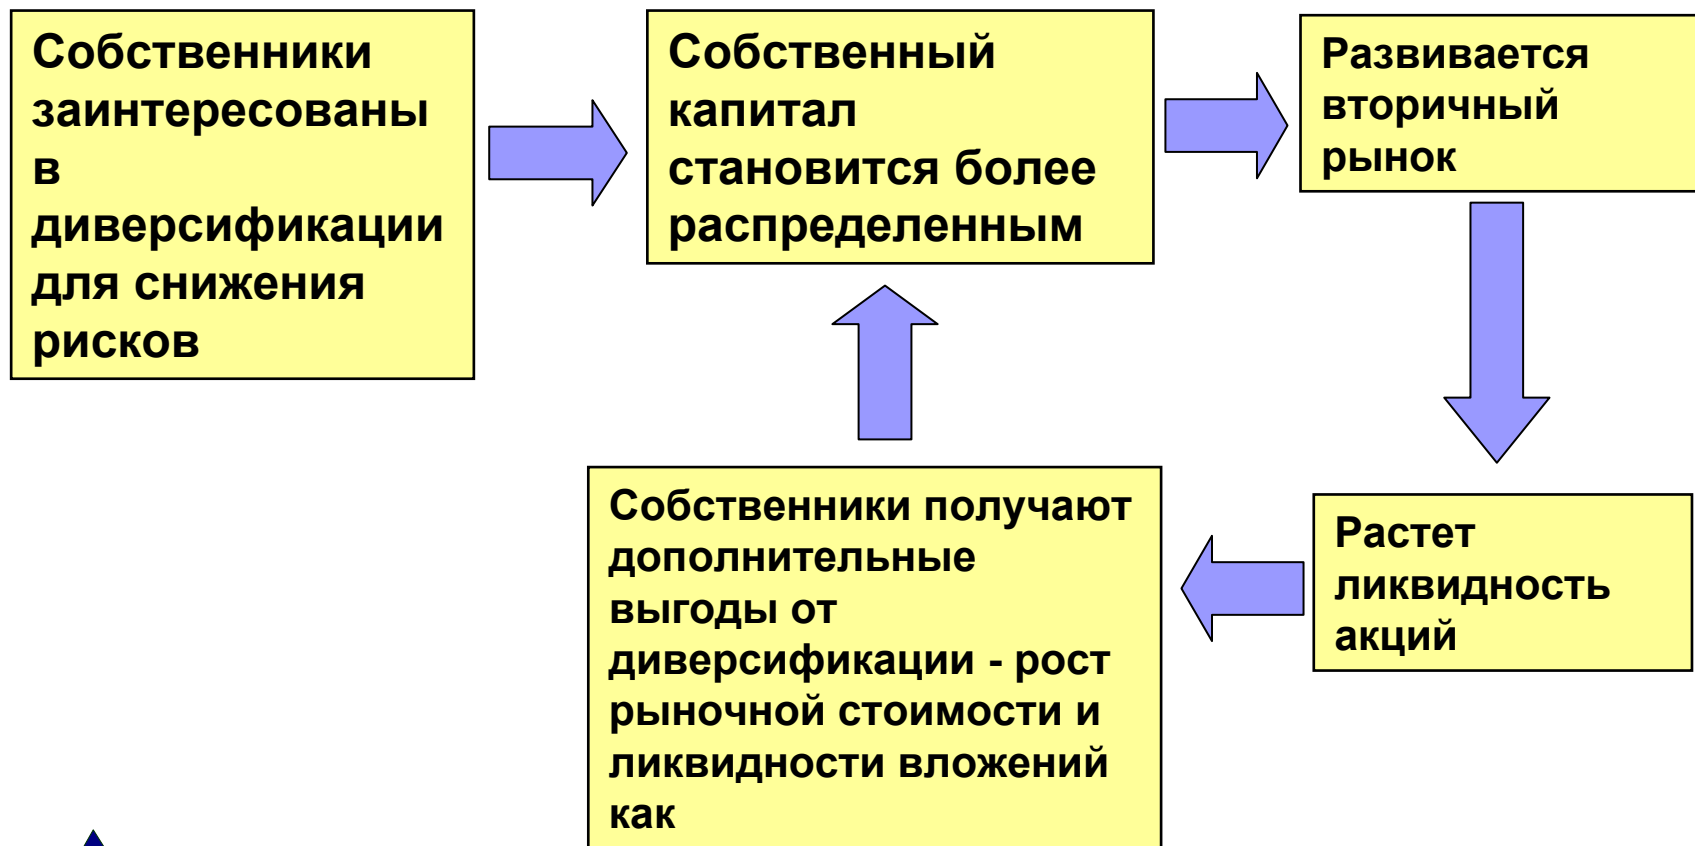 Собственники
заинтересованы
в
диверсификации
для снижения
рисков
Собственный
капитал
становится более
распределенным
Развивается
вторичный
рынок
Растет
ликвидность
акций
Собственники получают
дополнительные
выгоды от
диверсификации - рост
рыночной стоимости и
ликвидности вложений
как